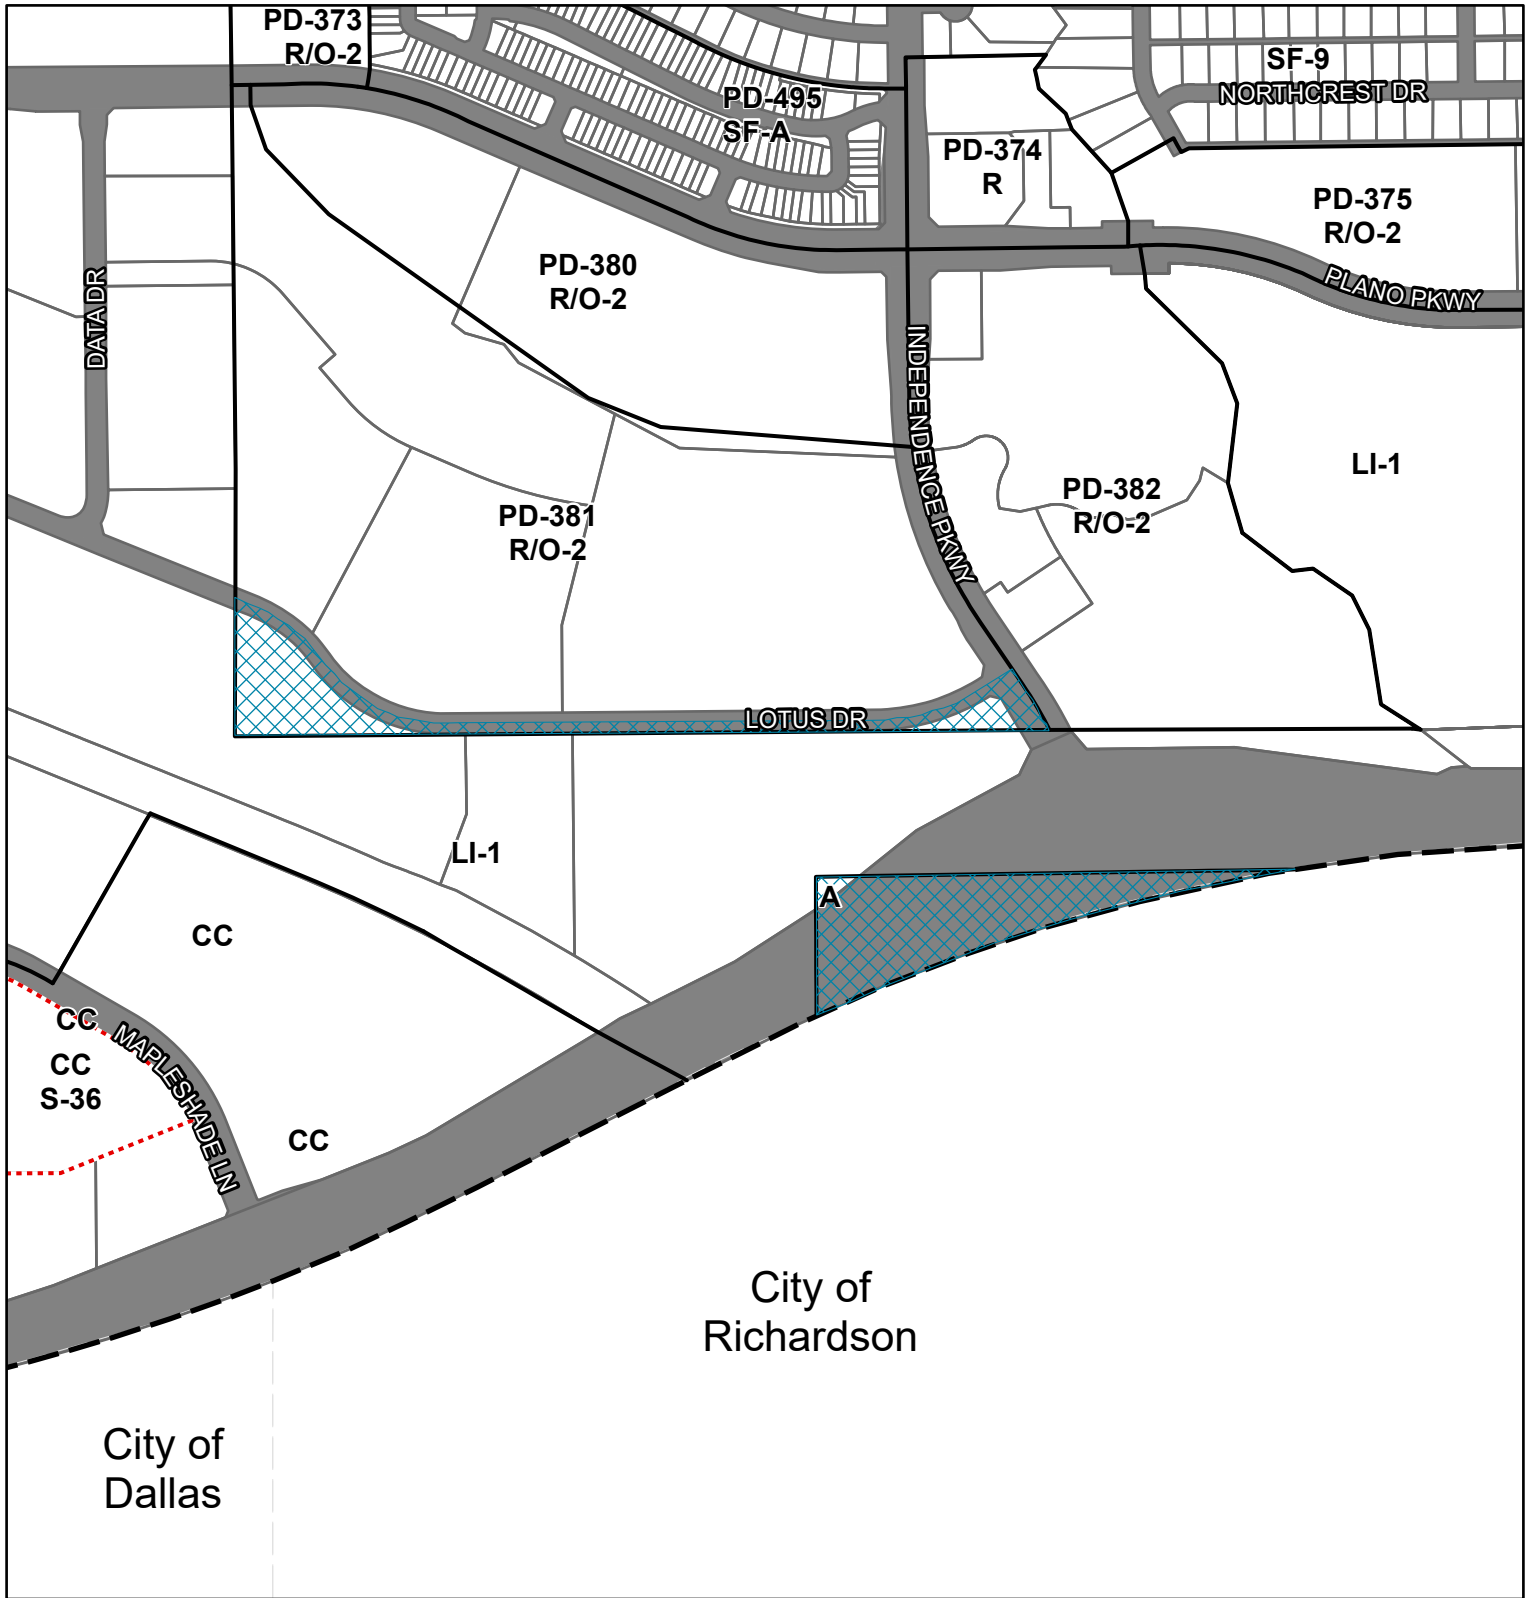 PD-373
R/O-2
SF-9
NORTHCREST DR
PD-495
SF-A
PD-374
R
PD-375
R/O-2
PD-380
R/O-2
PLANO PKWY
DATA DR
INDEPENDENCE PKWY
LI-1
PD-382
R/O-2
PD-381
R/O-2
LOTUS DR
LI-1
A
CC
CC
MAPLESHADE LN
CC
S-36
CC
City of
Richardson
City of
Dallas